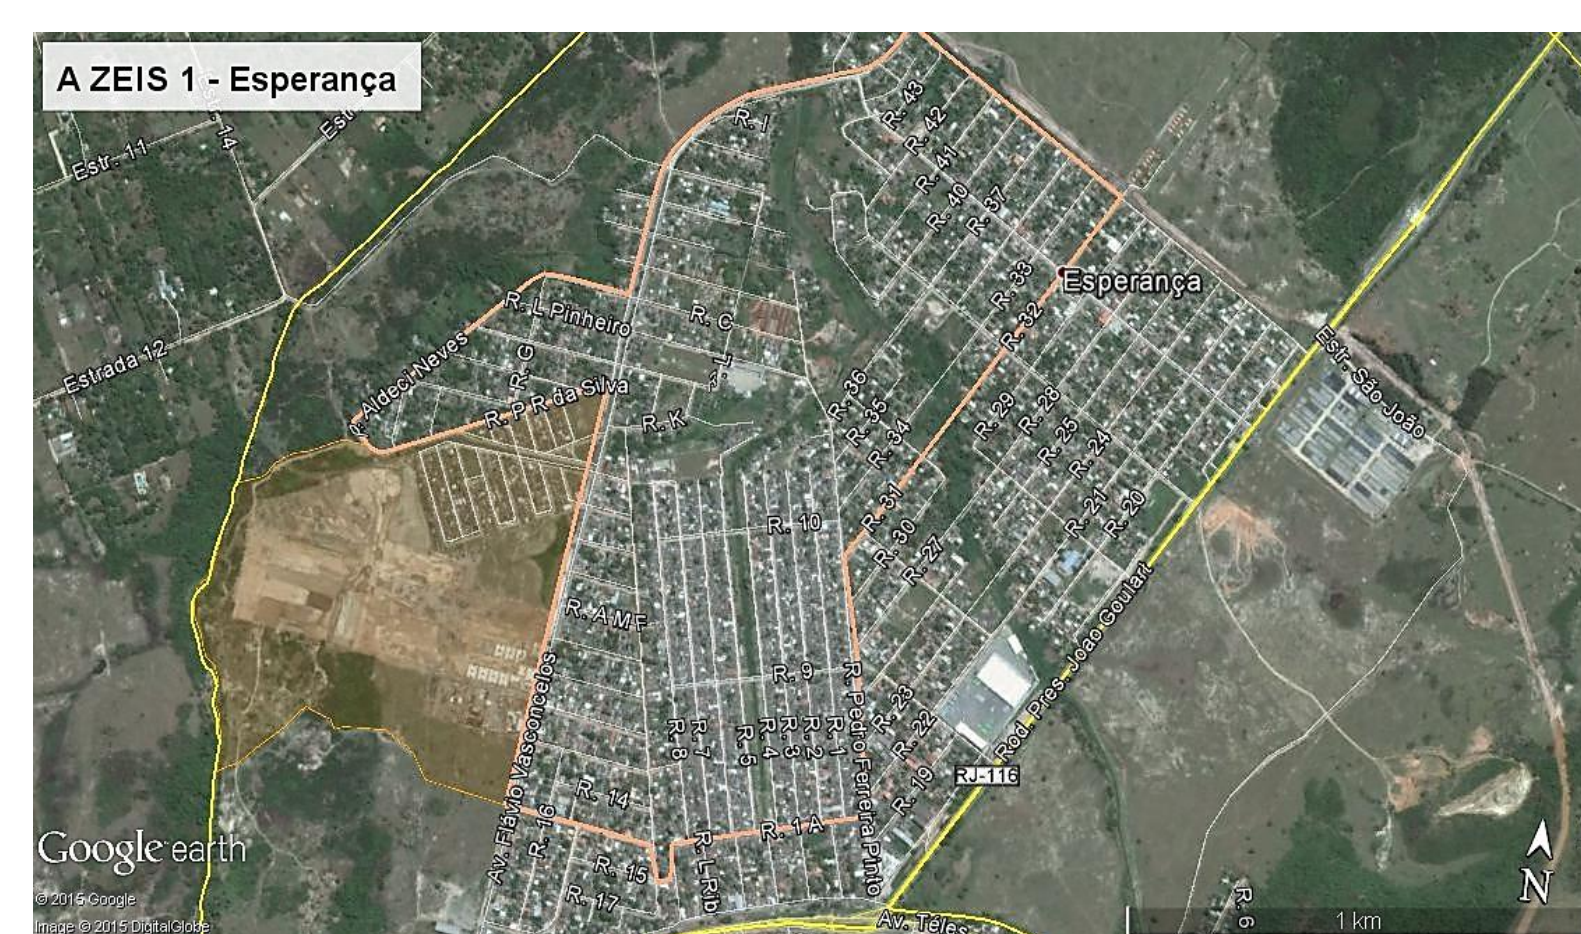 A ZEIS 1 - Esperança
Estr. 14
Estr. 11
Estr.
Estrada 12
R. I
R. 43
R. 42
R. 41
R. 40
R. 37
Esperança
R. 33
R. 32
R. L Pinheiro
R. C
R. Aldeci Neves
R. G
R. P R da Silva
R. K
R. 36
R. 35
R. 34
R. 29
R. 28
R. 25
R. 24
R. 21
R. 20
Estr. São João
R. 31
R. 30
R. 27
R. 10
R. A M F
R. 9
R. 8
R. 7
R. 5
R. 4
R. 3
R. 2
R. 1
R. Pedro Ferreira Pinto
R. 23
R. 22
R. 19
Rod. Pres. João Goulart
RJ-116
Av. Flávio Vasconcelos
R. 14
R. 16
R. 1 A
R. 15
R. L Rib
R. 17
Av. Téles
R. 6
1 km
N
Google earth
© 2015 Google
Image © 2015 DigitalGlobe